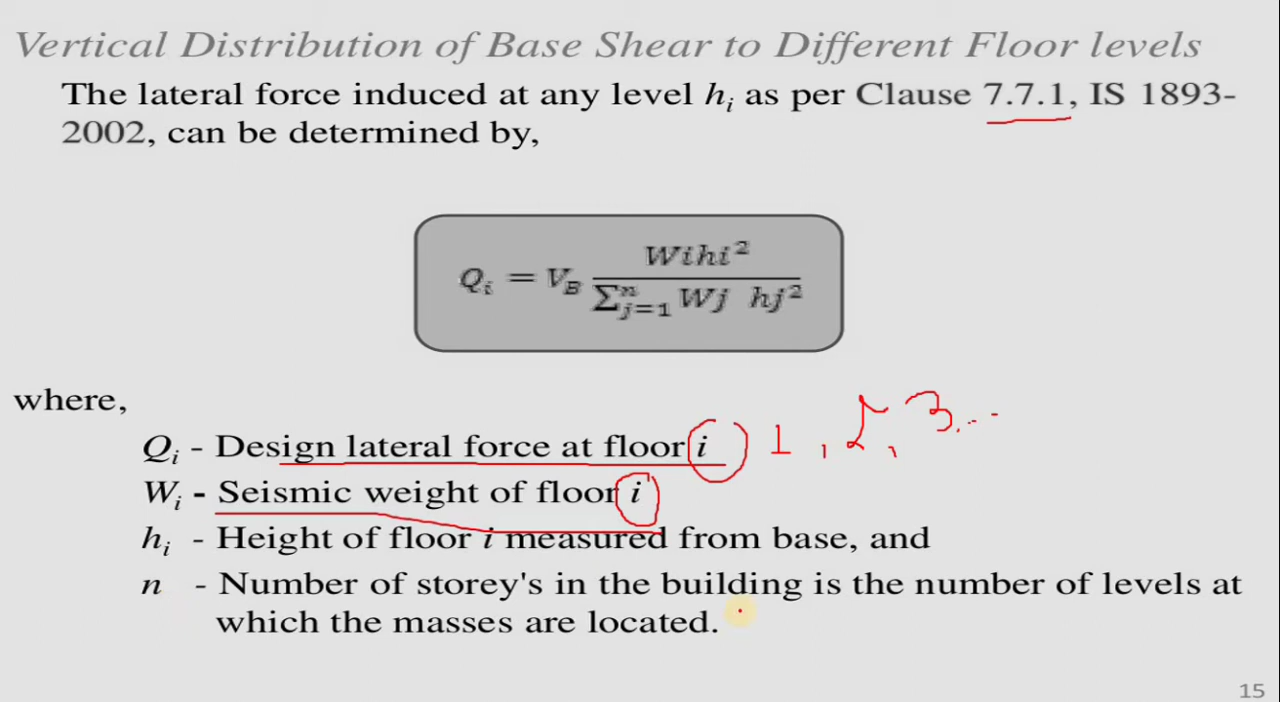 Vertical Distribution of Base Shear to Different Floor levels
The lateral force induced at any level hᵢ as per Clause 7.7.1, IS 1893-
2002, can be determined by,
Qᵢ = V_B Wihi² / ∑ⁿⱼ₌₁ Wj hj²
where,
Qᵢ - Design lateral force at floor i 1, 2, 3...
Wᵢ - Seismic weight of floor i
hᵢ - Height of floor i measured from base, and
n - Number of storey's in the building is the number of levels at
which the masses are located.
15